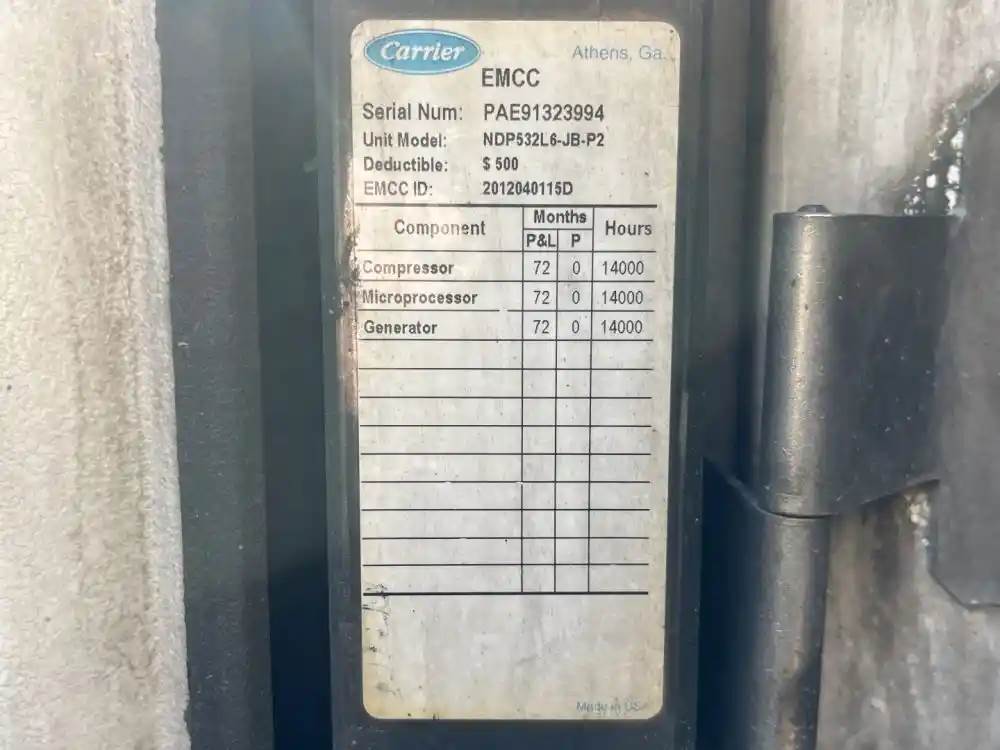 Carrier
Athens, Ga.
EMCC
Serial Num: PAE91323994
Unit Model: NDP532L6-JB-P2
Deductible: $ 500
EMCC ID: 2012040115D
Component Months Hours
P&L P
Compressor 72 0 14000
Microprocessor 72 0 14000
Generator 72 0 14000
Made in US